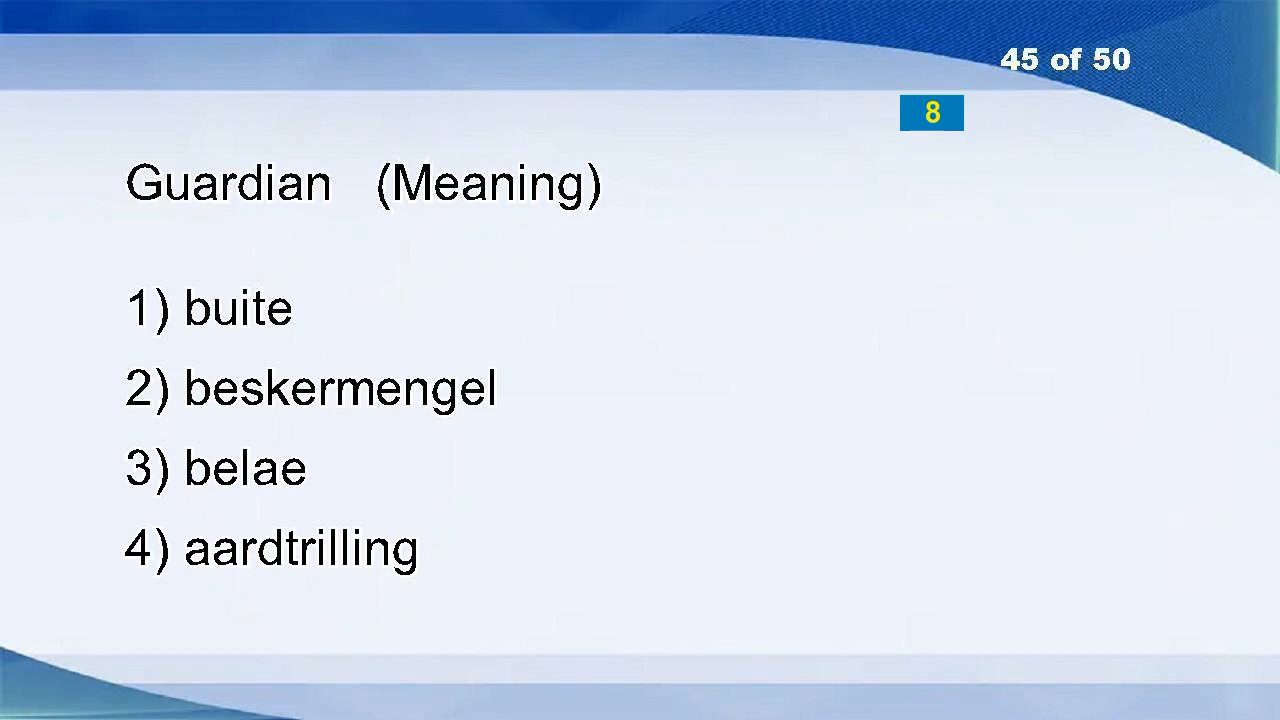 45 of 50
8
Guardian (Meaning)
1) buite
2) beskermengel
3) belae
4) aardtrilling